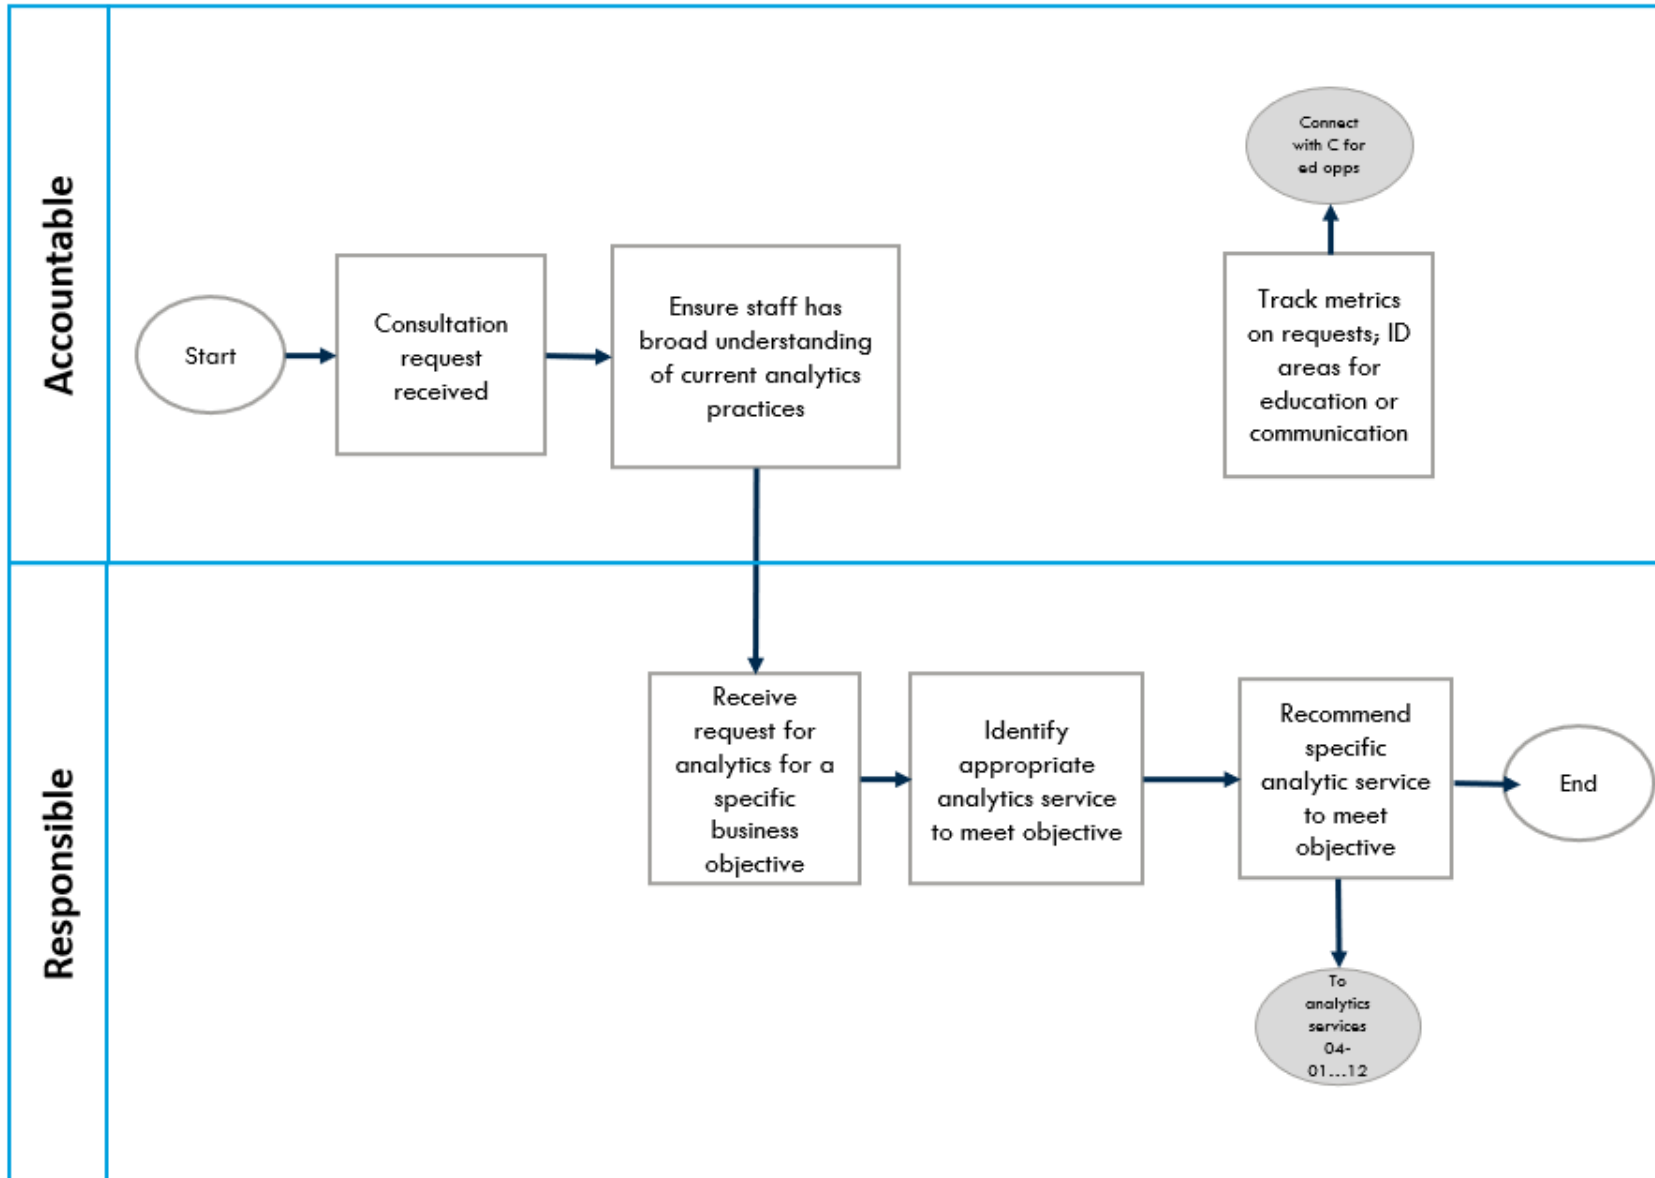 Accountable
Start
Consultation
request
received
Ensure staff has
broad understanding
of current analytics
practices
Connect
with C for
ed opps
Track metrics
on requests; ID
areas for
education or
communication
Responsible
Receive
request for
analytics for a
specific
business
objective
Identify
appropriate
analytics service
to meet objective
Recommend
specific
analytic service
to meet
objective
End
To
analytics
services
04-
01...12